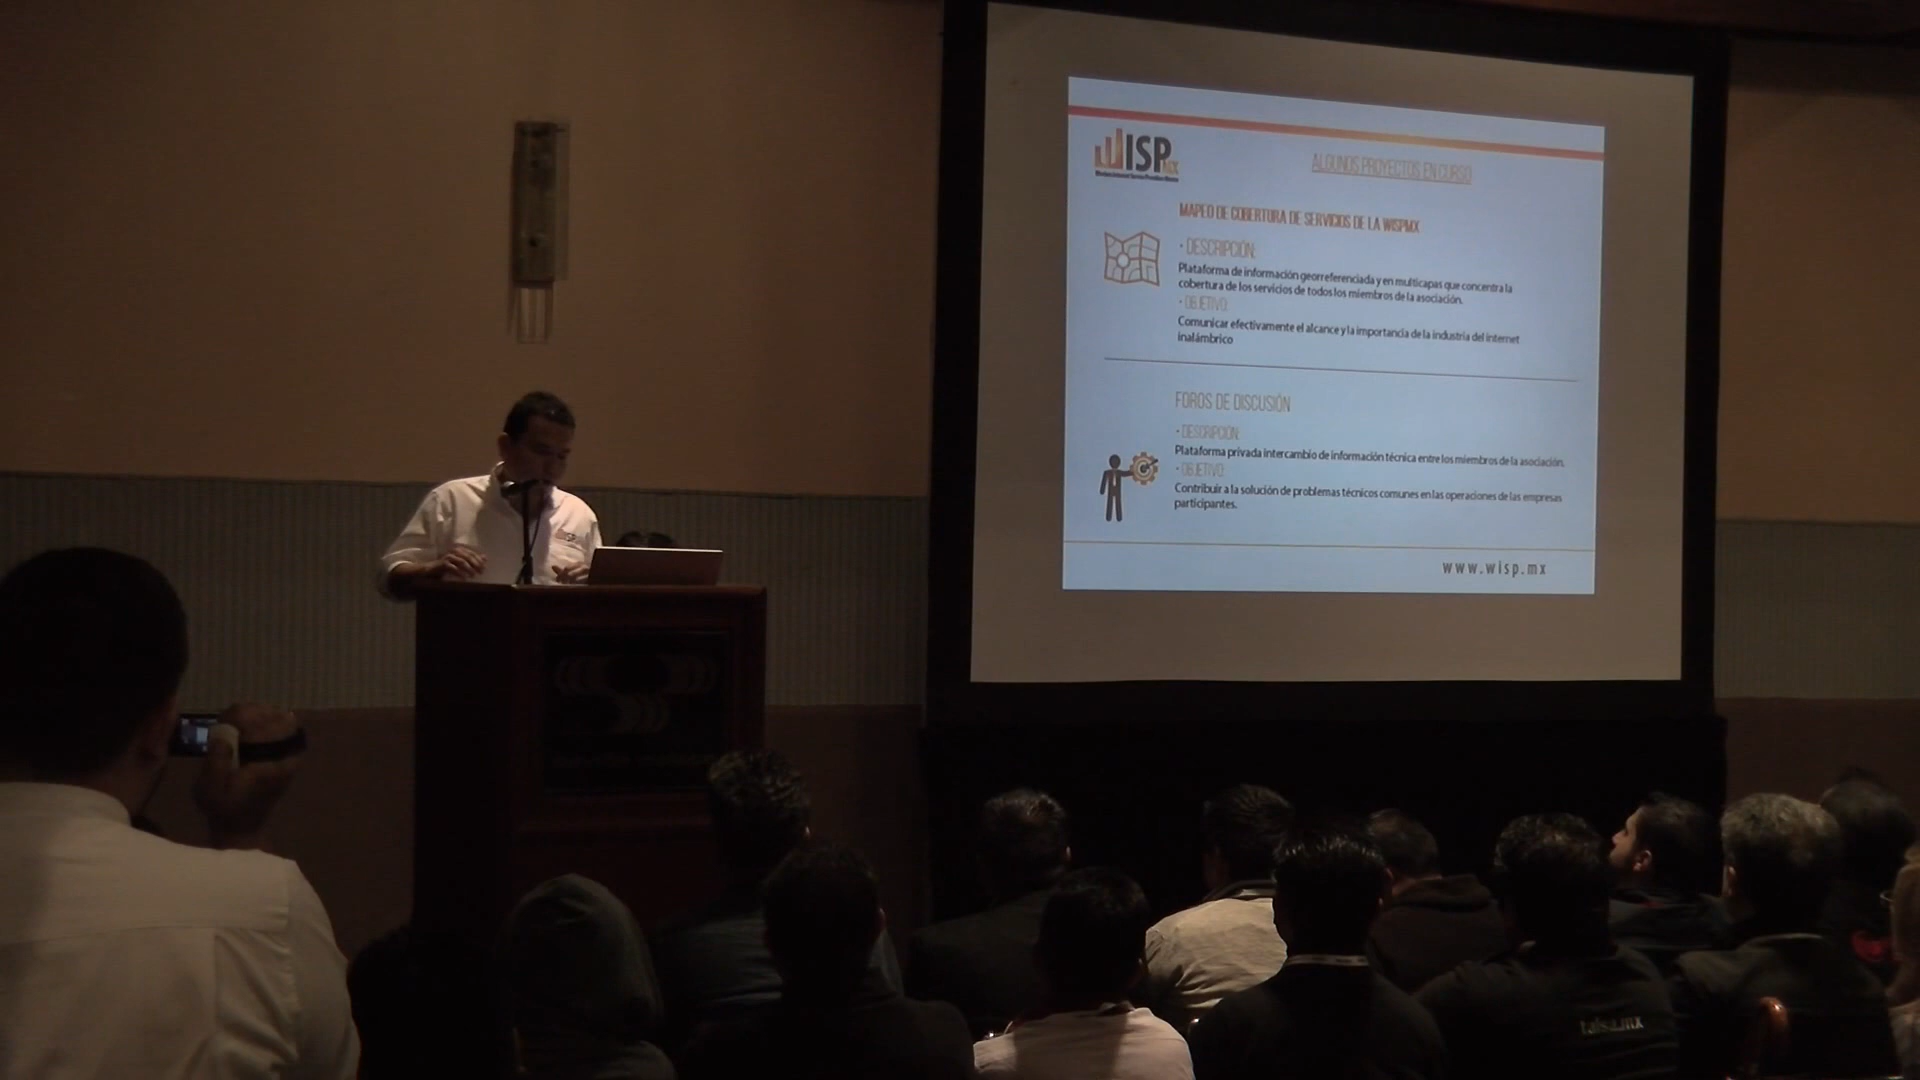 WISP MX
ALGUNOS PROYECTOS EN CURSO
MAPEO DE COBERTURA DE SERVICIOS DE LA WISPMX
• DESCRIPCIÓN:
Plataforma de información georreferenciada y en multicapas que concentra la
cobertura de los servicios de todos los miembros de la asociación.
• OBJETIVO:
Comunicar efectivamente el alcance y la importancia de la industria del internet
inalámbrico
FOROS DE DISCUSIÓN
• DESCRIPCIÓN:
Plataforma privada intercambio de información técnica entre los miembros de la asociación.
• OBJETIVO:
Contribuir a la solución de problemas técnicos comunes en las operaciones de las empresas
participantes.
www.wisp.mx
WISP